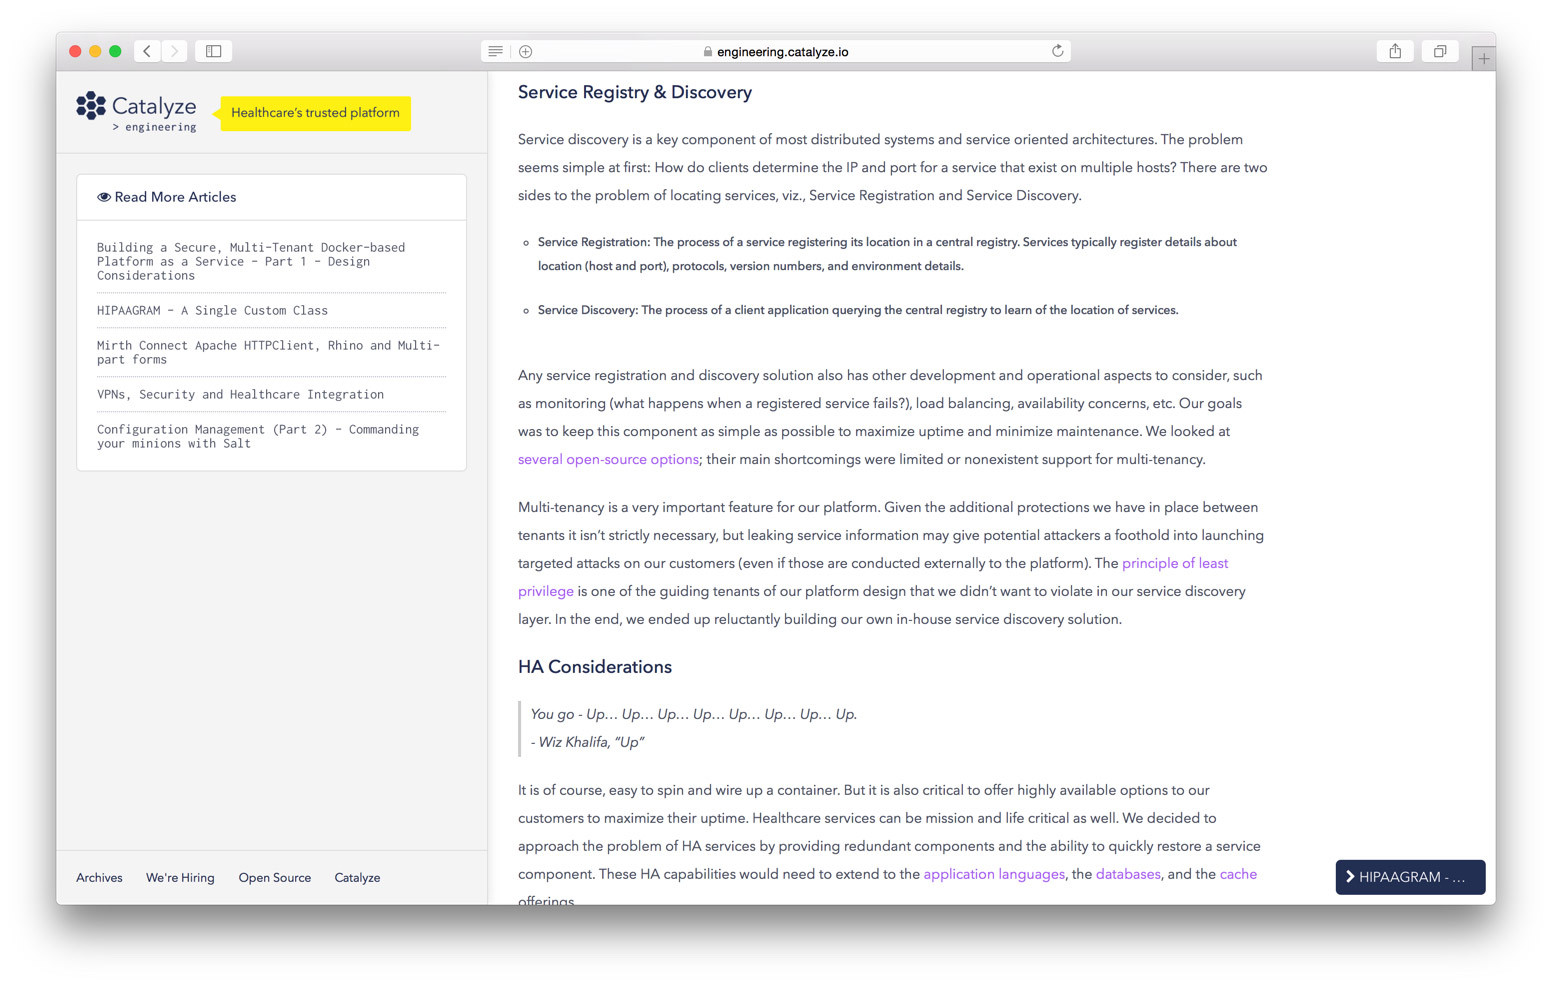 engineering.catalyze.io
Catalyze
> engineering
Healthcare’s trusted platform
Read More Articles
Building a Secure, Multi-Tenant Docker-based
Platform as a Service - Part 1 - Design
Considerations
HIPAAGRAM - A Single Custom Class
Mirth Connect Apache HTTPClient, Rhino and Multi-
part forms
VPNs, Security and Healthcare Integration
Configuration Management (Part 2) - Commanding
your minions with Salt
Archives We're Hiring Open Source Catalyze
Service Registry & Discovery
Service discovery is a key component of most distributed systems and service oriented architectures. The problem
seems simple at first: How do clients determine the IP and port for a service that exist on multiple hosts? There are two
sides to the problem of locating services, viz., Service Registration and Service Discovery.
Service Registration: The process of a service registering its location in a central registry. Services typically register details about
location (host and port), protocols, version numbers, and environment details.
Service Discovery: The process of a client application querying the central registry to learn of the location of services.
Any service registration and discovery solution also has other development and operational aspects to consider, such
as monitoring (what happens when a registered service fails?), load balancing, availability concerns, etc. Our goals
was to keep this component as simple as possible to maximize uptime and minimize maintenance. We looked at
several open-source options; their main shortcomings were limited or nonexistent support for multi-tenancy.
Multi-tenancy is a very important feature for our platform. Given the additional protections we have in place between
tenants it isn’t strictly necessary, but leaking service information may give potential attackers a foothold into launching
targeted attacks on our customers (even if those are conducted externally to the platform). The principle of least
privilege is one of the guiding tenants of our platform design that we didn’t want to violate in our service discovery
layer. In the end, we ended up reluctantly building our own in-house service discovery solution.
HA Considerations
You go - Up… Up… Up… Up… Up… Up… Up… Up.
- Wiz Khalifa, “Up”
It is of course, easy to spin and wire up a container. But it is also critical to offer highly available options to our
customers to maximize their uptime. Healthcare services can be mission and life critical as well. We decided to
approach the problem of HA services by providing redundant components and the ability to quickly restore a service
component. These HA capabilities would need to extend to the application languages, the databases, and the cache
offerings.
HIPAAGRAM - …